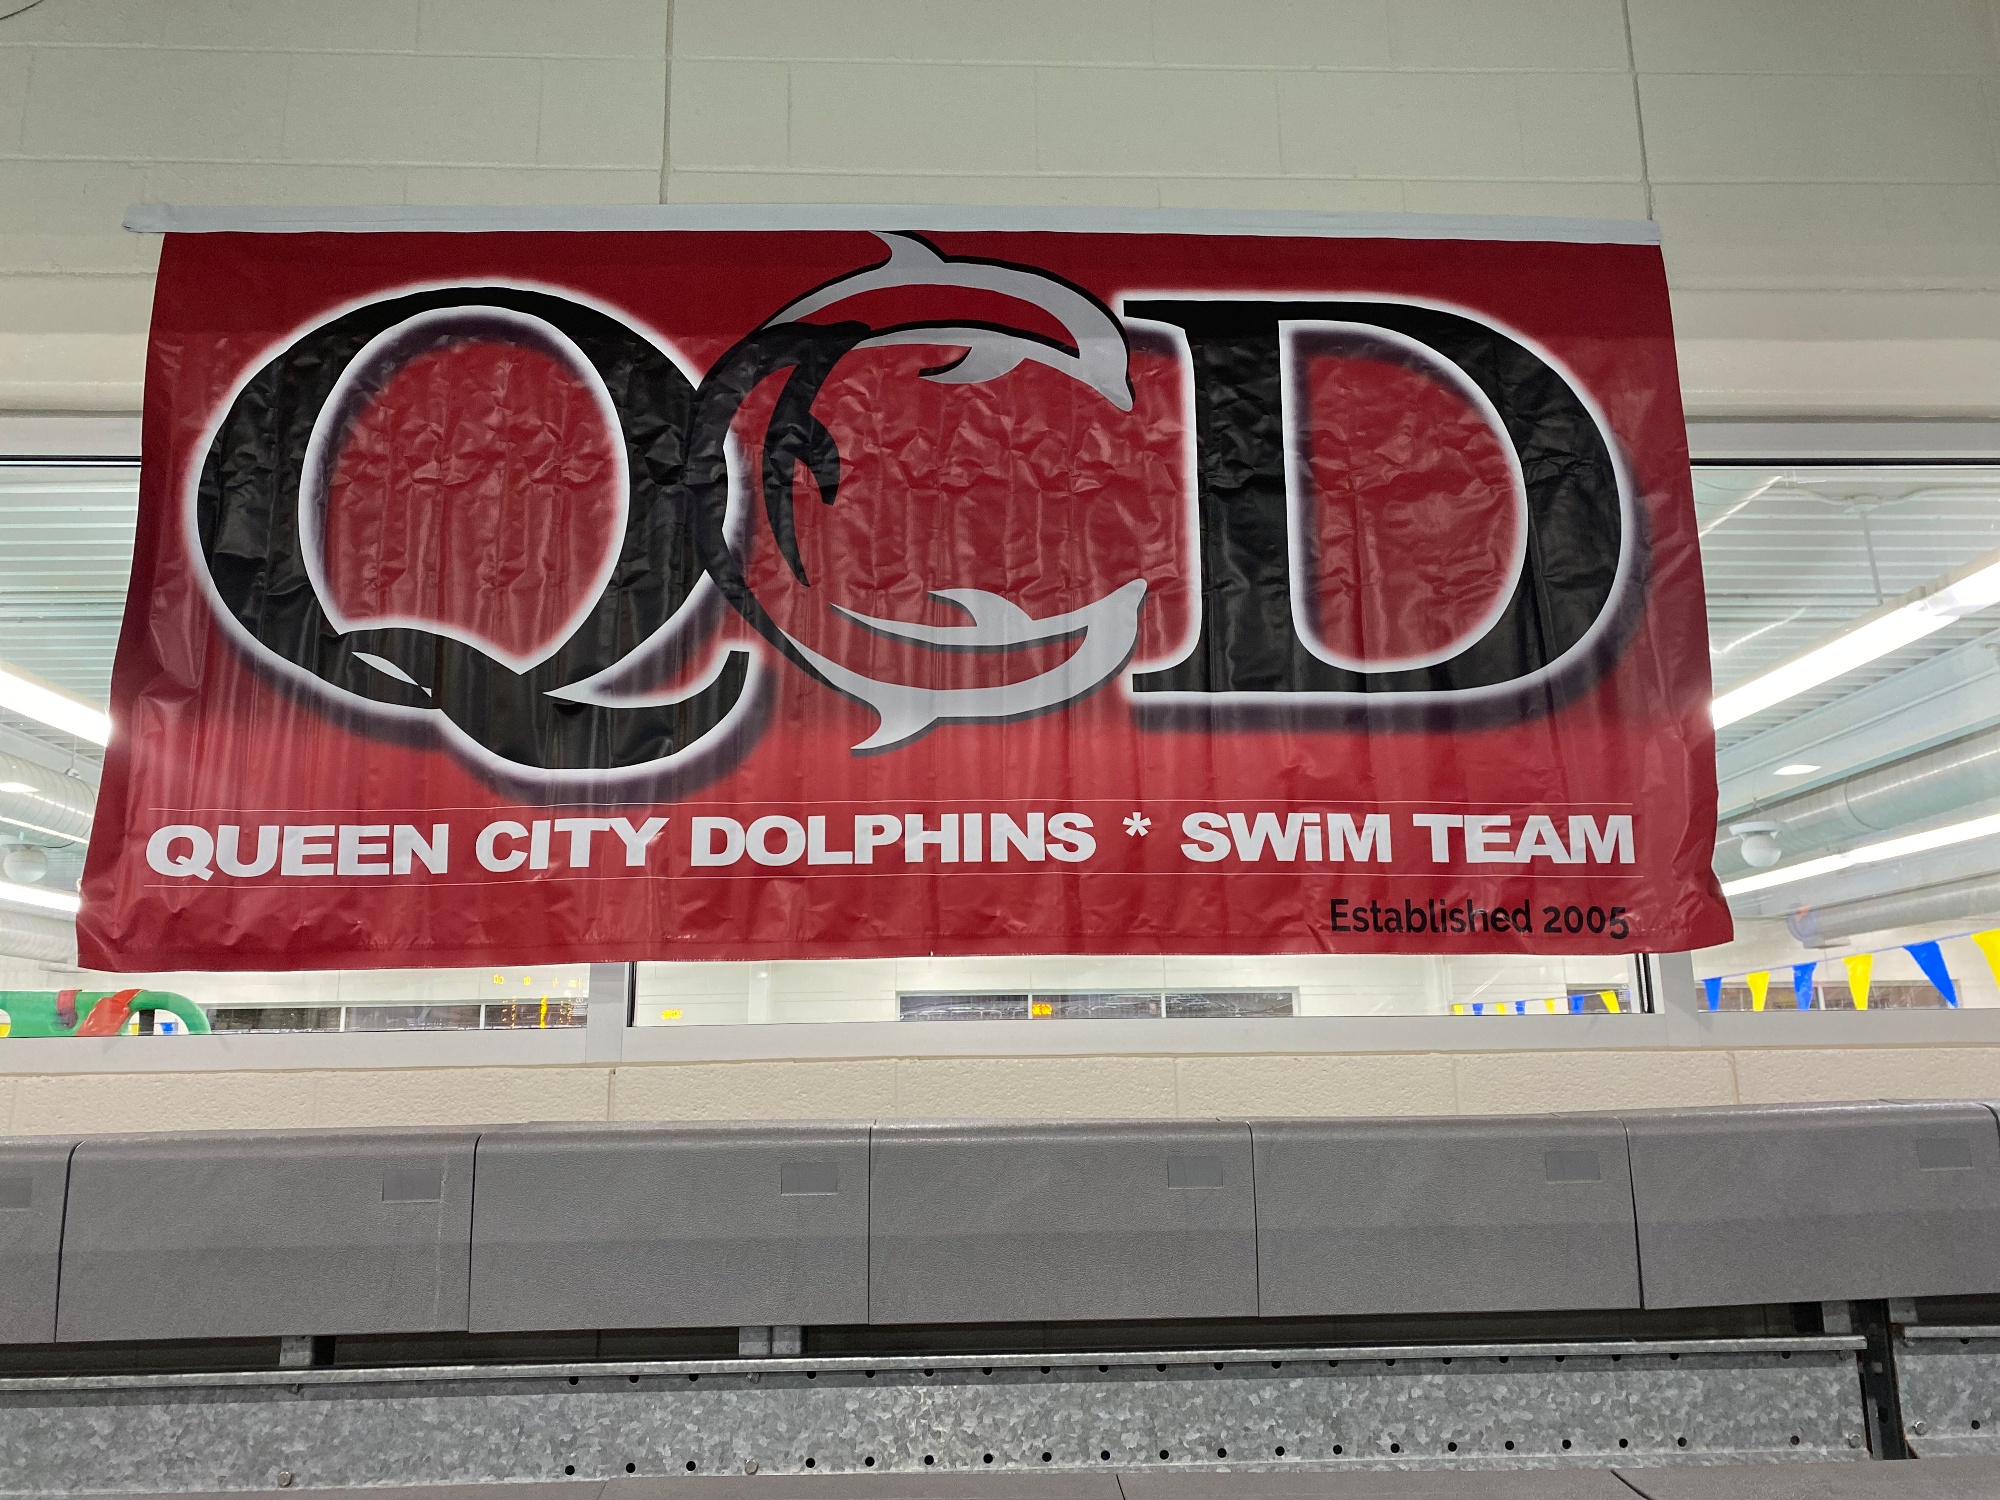 QCD
QUEEN CITY DOLPHINS * SWiM TEAM
Established 2005